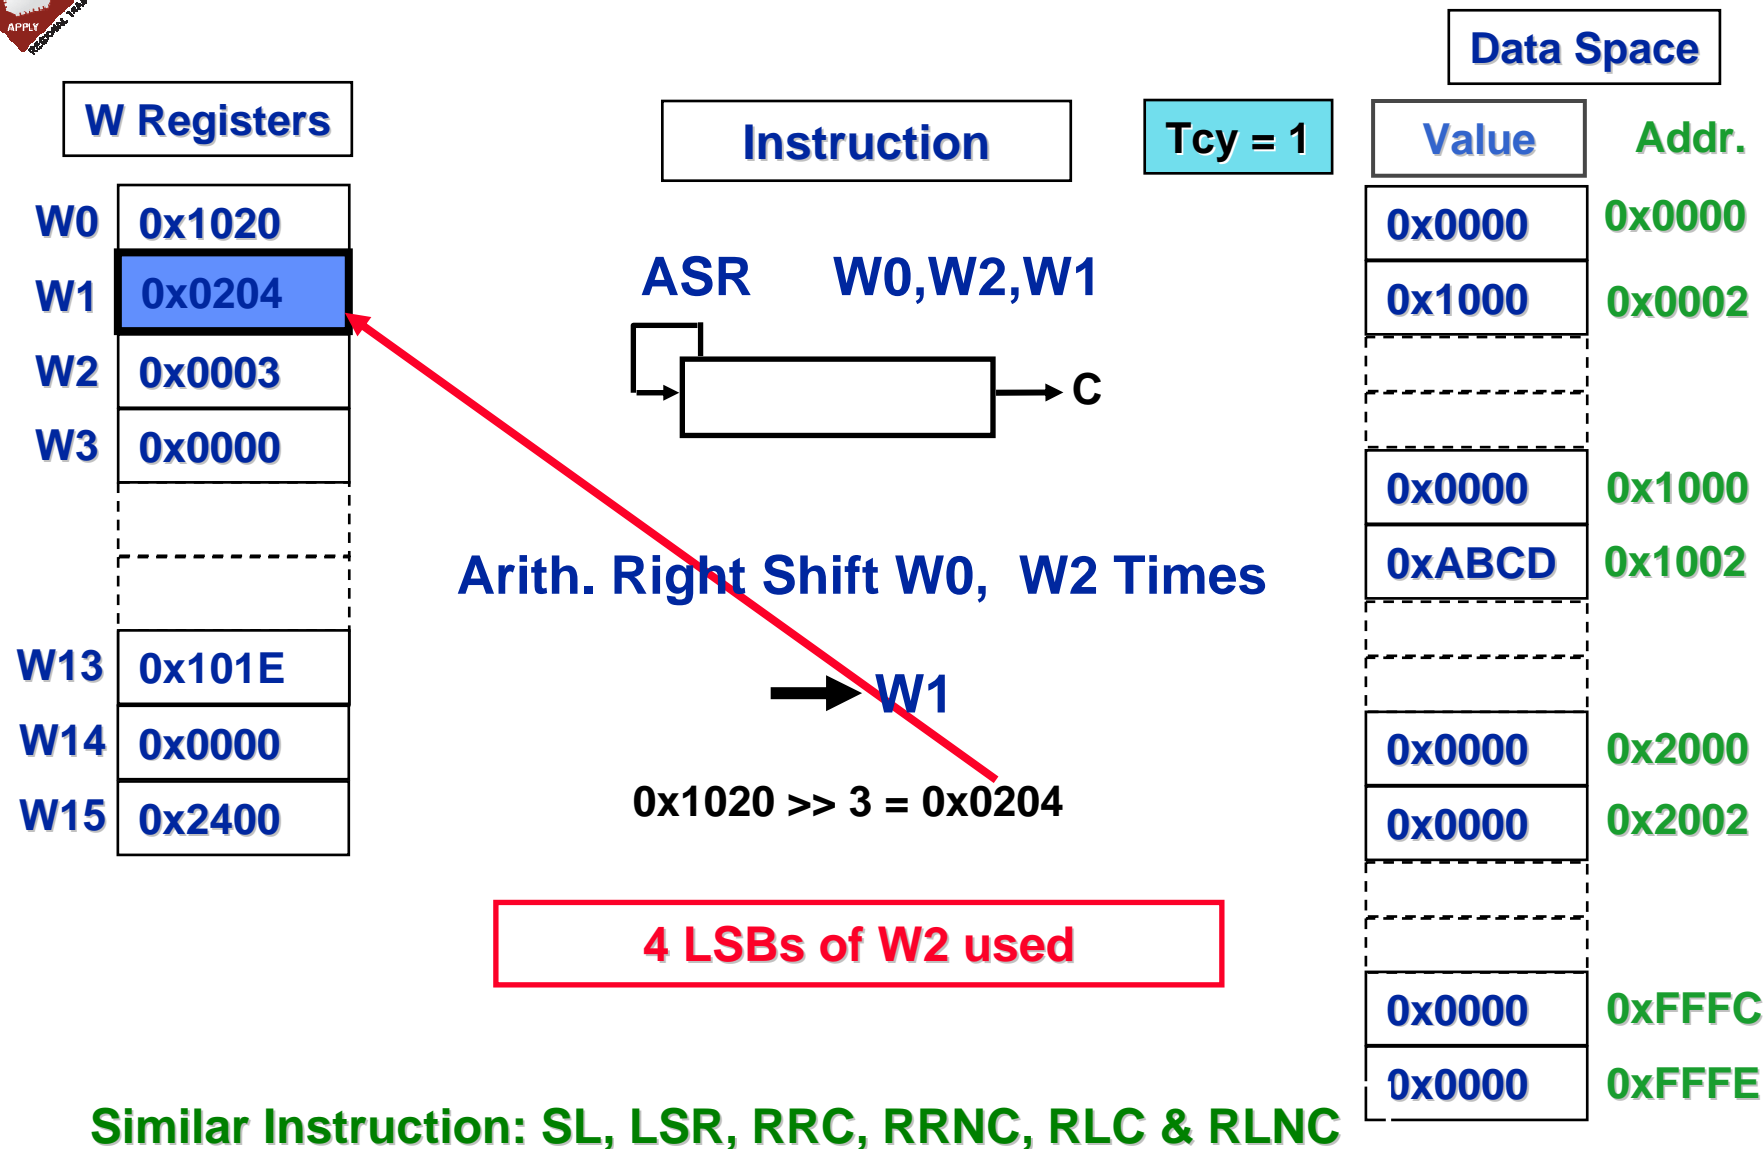 APPLY
REGIONAL TRA
Data Space
W Registers
Instruction
Tcy = 1
Value Addr.
W0 0x1020
W1 0x0204
W2 0x0003
W3 0x0000
W13 0x101E
W14 0x0000
W15 0x2400
ASR W0,W2,W1
C
Arith. Right Shift W0, W2 Times
W1
0x1020 >> 3 = 0x0204
4 LSBs of W2 used
0x0000 0x0000
0x1000 0x0002
0x0000 0x1000
0xABCD 0x1002
0x0000 0x2000
0x0000 0x2002
0x0000 0xFFFC
0x0000 0xFFFE
Similar Instruction: SL, LSR, RRC, RRNC, RLC & RLNC